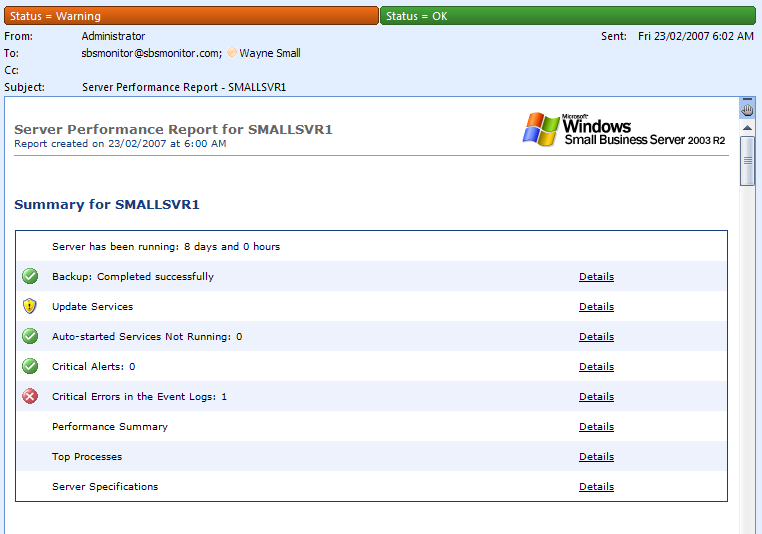 Status = Warning
Status = OK
From: Administrator Sent: Fri 23/02/2007 6:02 AM
To: sbsmonitor@sbsmonitor.com; Wayne Small
Cc:
Subject: Server Performance Report - SMALLSVR1
Server Performance Report for SMALLSVR1
Report created on 23/02/2007 at 6:00 AM
Microsoft
Windows
Small Business Server 2003 R2
Summary for SMALLSVR1
Server has been running: 8 days and 0 hours
Backup: Completed successfully Details
Update Services Details
Auto-started Services Not Running: 0 Details
Critical Alerts: 0 Details
Critical Errors in the Event Logs: 1 Details
Performance Summary Details
Top Processes Details
Server Specifications Details